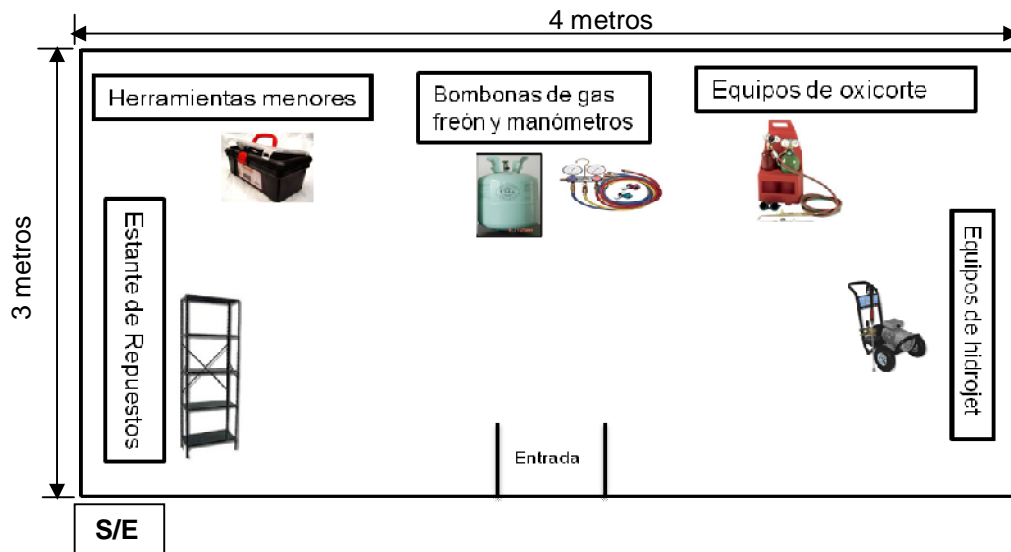 4 metros
3 metros
Herramientas menores
Bombonas de gas
freón y manómetros
Equipos de oxicorte
Estante de Repuestos
Equipos de hidrojet
Entrada
S/E